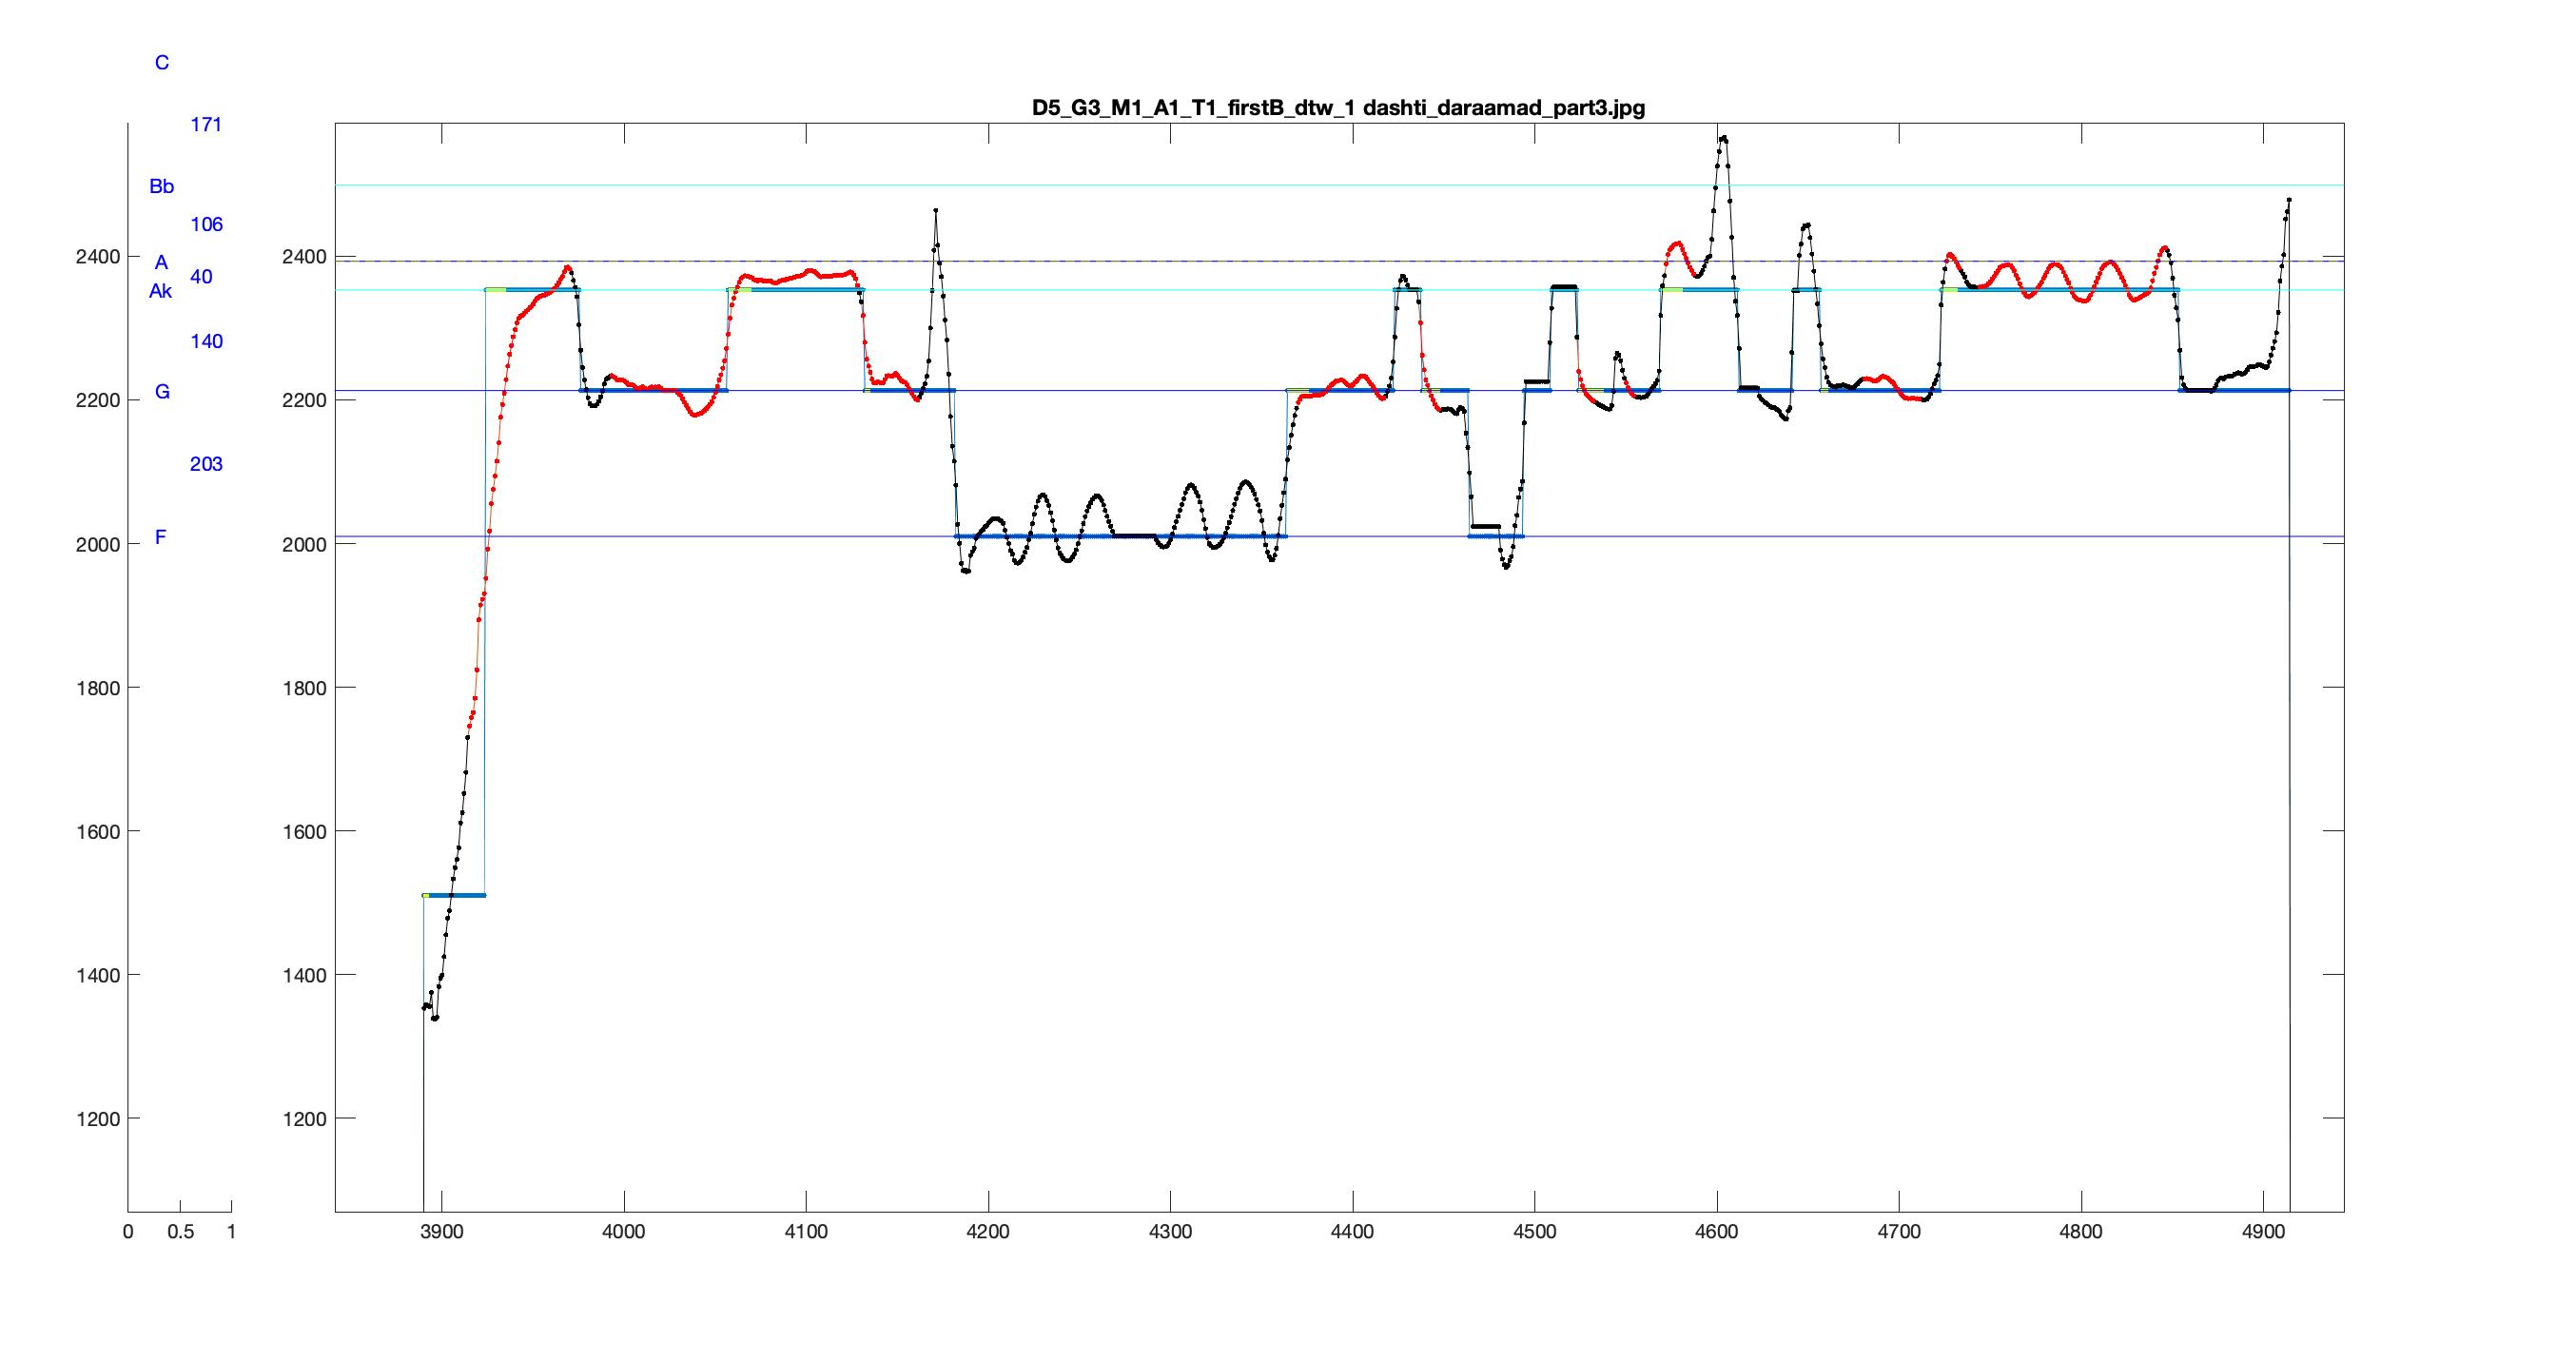 C
D5_G3_M1_A1_T1_firstB_dtw_1 dashti_daraamad_part3.jpg
171
Bb
106
2400 A 2400
40
Ak
140
G
2200 2200
203
F
2000 2000
1800 1800
1600 1600
1400 1400
1200 1200
0 0.5 1 3900 4000 4100 4200 4300 4400 4500 4600 4700 4800 4900